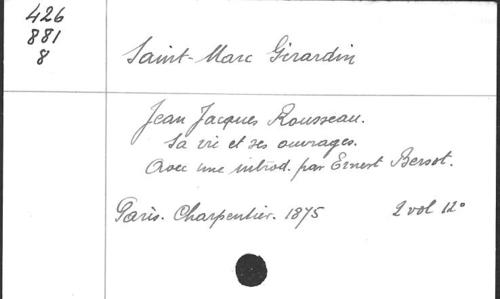 426
881
8
Saint-Marc Girardin
Jean Jacques Rousseau.
Sa vie et ses ouvrages.
Avec une introd. par Ernest Bersot.
Paris. Charpentier. 1875 2 vol 12°